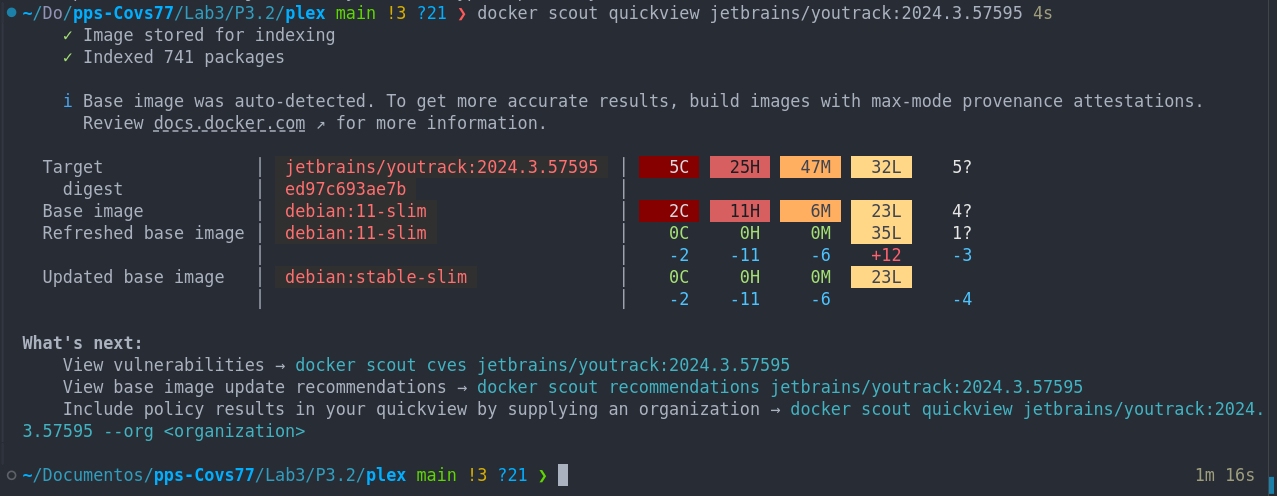 ~/Do/pps-Covs77/Lab3/P3.2/plex main !3 ?21 ❯ docker scout quickview jetbrains/youtrack:2024.3.57595 4s
✓ Image stored for indexing
✓ Indexed 741 packages
i Base image was auto-detected. To get more accurate results, build images with max-mode provenance attestations.
Review docs.docker.com ↗ for more information.
Target │ jetbrains/youtrack:2024.3.57595 │ 5C 25H 47M 32L 5?
digest │ ed97c693ae7b │
Base image │ debian:11-slim │ 2C 11H 6M 23L 4?
Refreshed base image │ debian:11-slim │ 0C 0H 0M 35L 1?
│ │ -2 -11 -6 +12 -3
Updated base image │ debian:stable-slim │ 0C 0H 0M 23L
│ │ -2 -11 -6 -4
What's next:
View vulnerabilities → docker scout cves jetbrains/youtrack:2024.3.57595
View base image update recommendations → docker scout recommendations jetbrains/youtrack:2024.3.57595
Include policy results in your quickview by supplying an organization → docker scout quickview jetbrains/youtrack:2024.
3.57595 --org <organization>
~/Documentos/pps-Covs77/Lab3/P3.2/plex main !3 ?21 ❯ 1m 16s